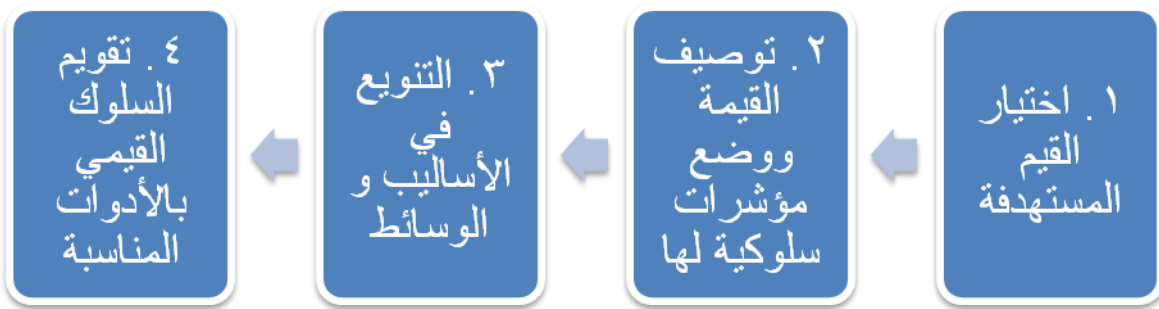 ١. اختيار
القيم
المستهدفة
٢. توصيف
القيمة
ووضع
مؤشرات
سلوكية لها
٣. التنويع
في
الأساليب و
الوسائط
٤. تقويم
السلوك
القيمي
بالأدوات
المناسبة